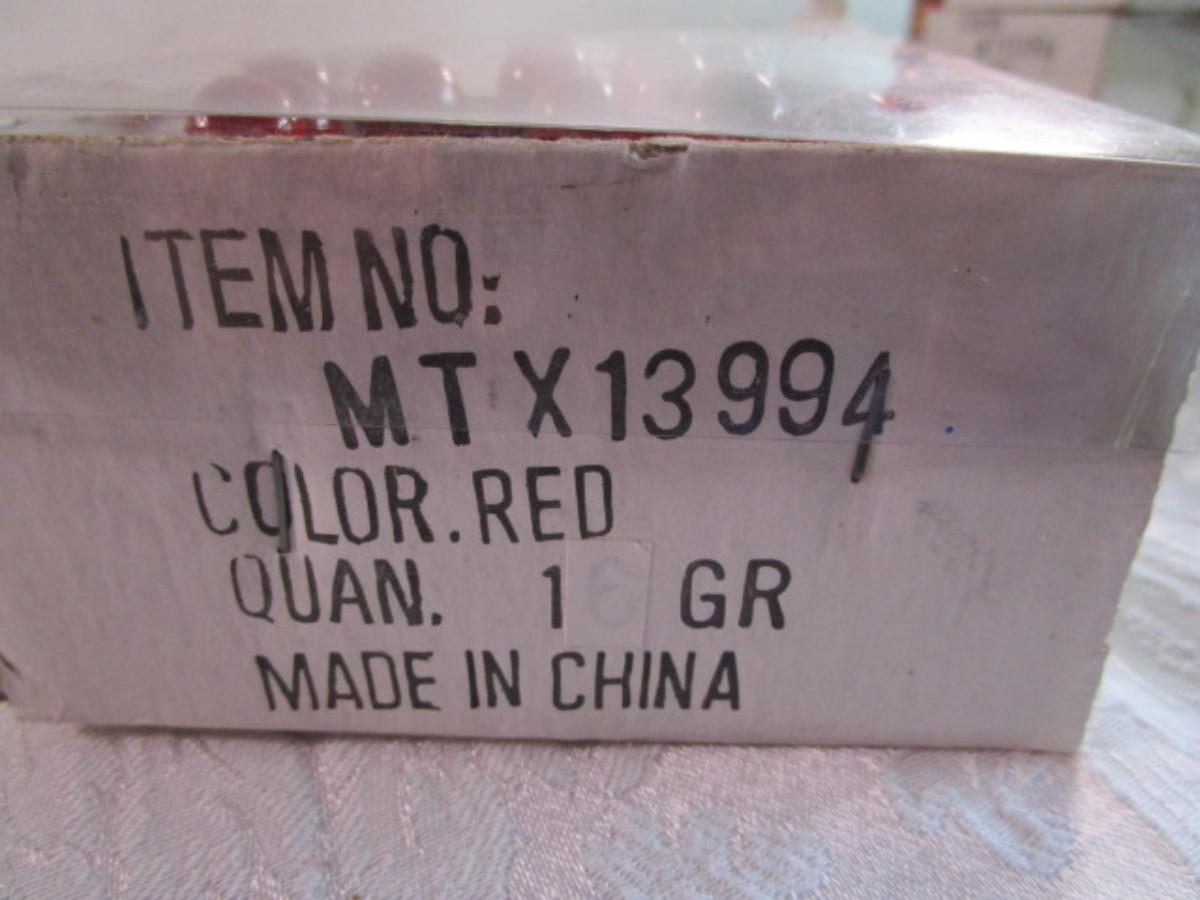 ITEM NO:
MTX13994
COLOR.RED
QUAN. 1 GR
MADE IN CHINA